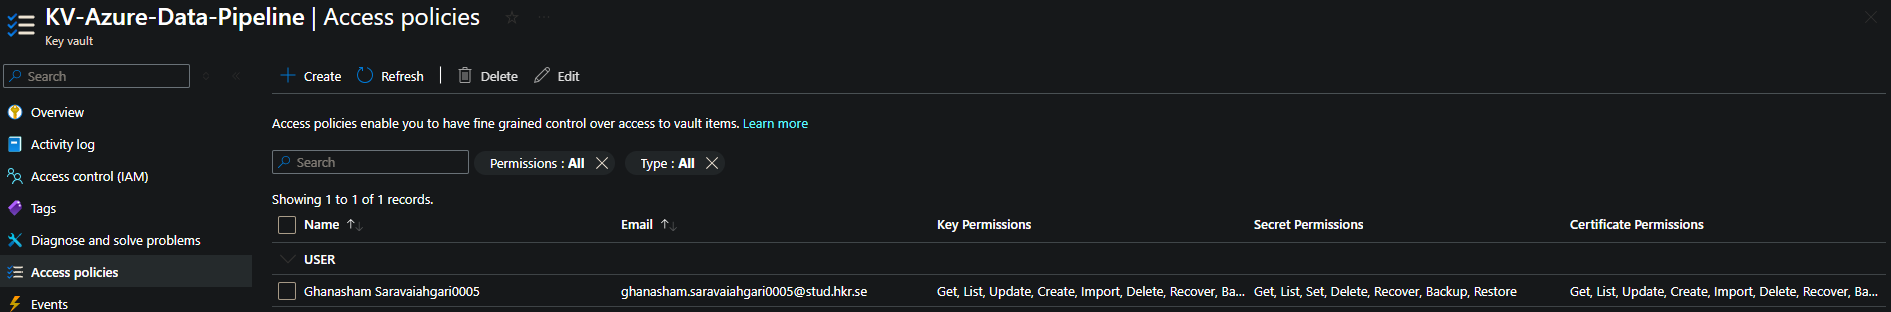 KV-Azure-Data-Pipeline | Access policies
Key vault
Search
Overview
Activity log
Access control (IAM)
Tags
Diagnose and solve problems
Access policies
Events
Create Refresh | Delete Edit
Access policies enable you to have fine grained control over access to vault items. Learn more
Search Permissions : All Type : All
Showing 1 to 1 of 1 records.
Name Email Key Permissions Secret Permissions Certificate Permissions
USER
Ghanasham Saravaiahgari0005 ghanasham.saravaiahgari0005@stud.hkr.se Get, List, Update, Create, Import, Delete, Recover, Ba... Get, List, Set, Delete, Recover, Backup, Restore Get, List, Update, Create, Import, Delete, Recover, Ba...